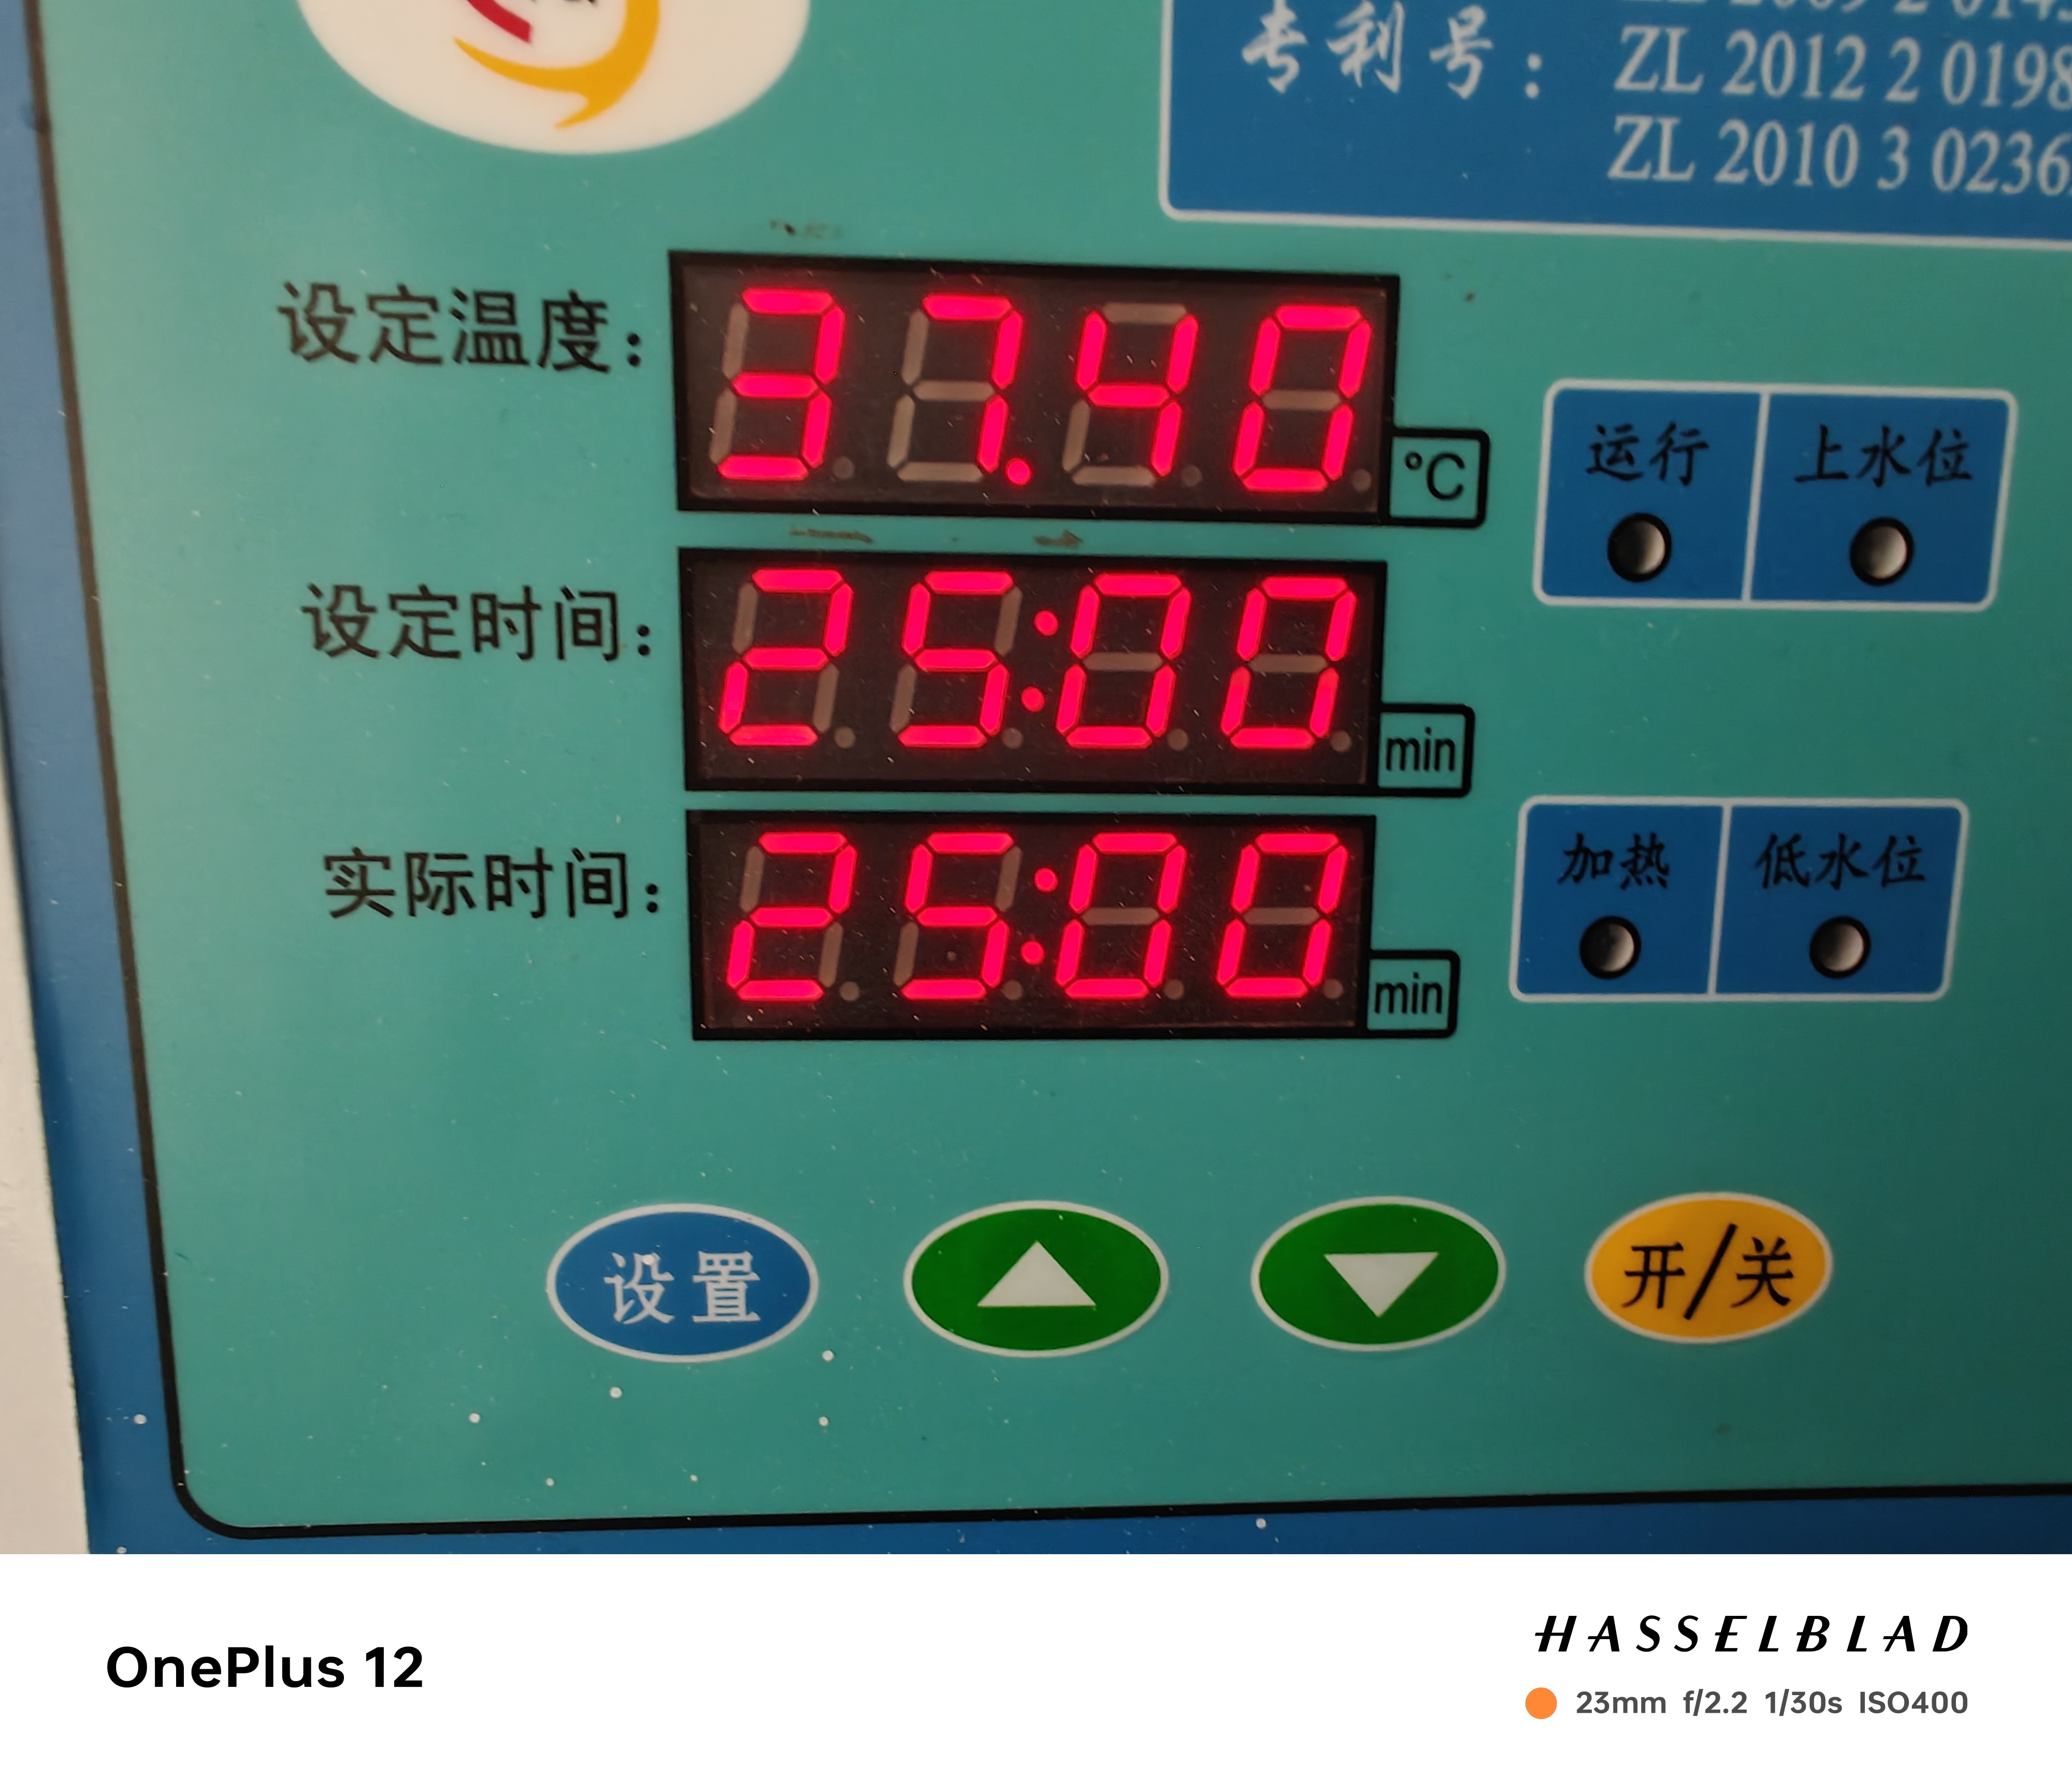 专利号：
ZL 2012 2 0198
ZL 2010 3 0236
设定温度：
37.40
℃
运行
上水位
设定时间：
25:00
min
实际时间：
25:00
min
加热
低水位
设置
开/关
OnePlus 12
HASSELBLAD
23mm f/2.2 1/30s ISO400